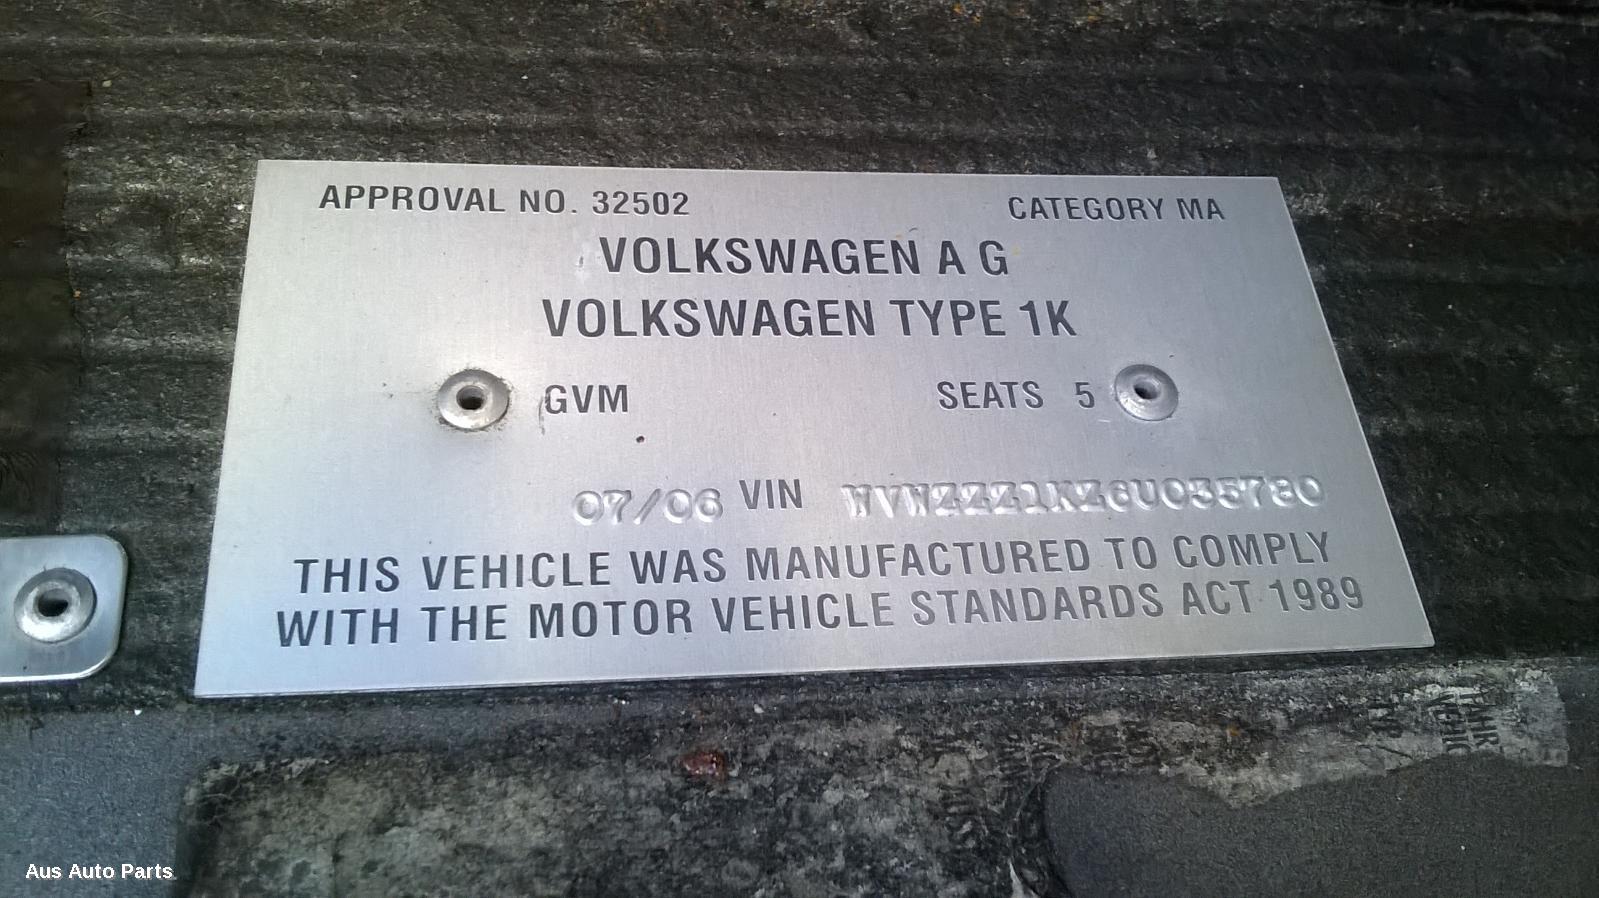 APPROVAL NO. 32502 CATEGORY MA
VOLKSWAGEN A G
VOLKSWAGEN TYPE 1K
GVM SEATS 5
07/06 VIN WVWZZZ1KZ6U035780
THIS VEHICLE WAS MANUFACTURED TO COMPLY
WITH THE MOTOR VEHICLE STANDARDS ACT 1989
Aus Auto Parts